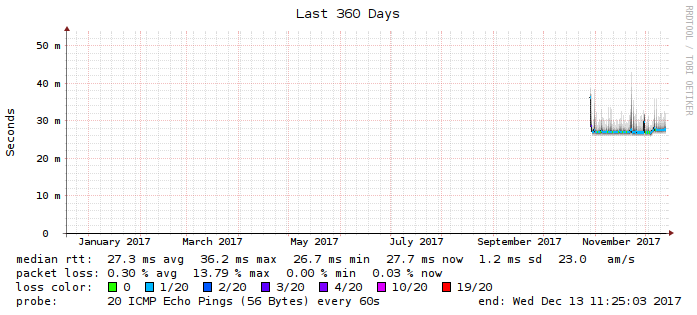 Last 360 Days
RRDTOOL / TOBI OETIKER
Seconds
50 m
40 m
30 m
20 m
10 m
0
January 2017 March 2017 May 2017 July 2017 September 2017 November 2017
median rtt: 27.3 ms avg 36.2 ms max 26.7 ms min 27.7 ms now 1.2 ms sd 23.0 am/s
packet loss: 0.30 % avg 13.79 % max 0.00 % min 0.03 % now
loss color: 0 1/20 2/20 3/20 4/20 10/20 19/20
probe: 20 ICMP Echo Pings (56 Bytes) every 60s end: Wed Dec 13 11:25:03 2017